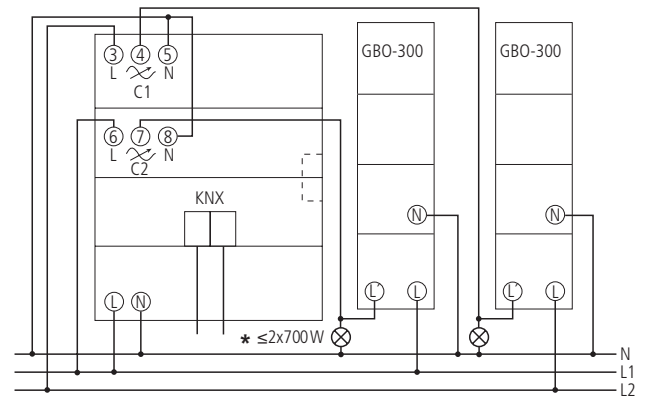 3 4 5
L N
C1
6 7 8
L N
C2
KNX
L N
* ≤2x700W
GBO-300
N
L' L
GBO-300
N
L' L
N
L1
L2